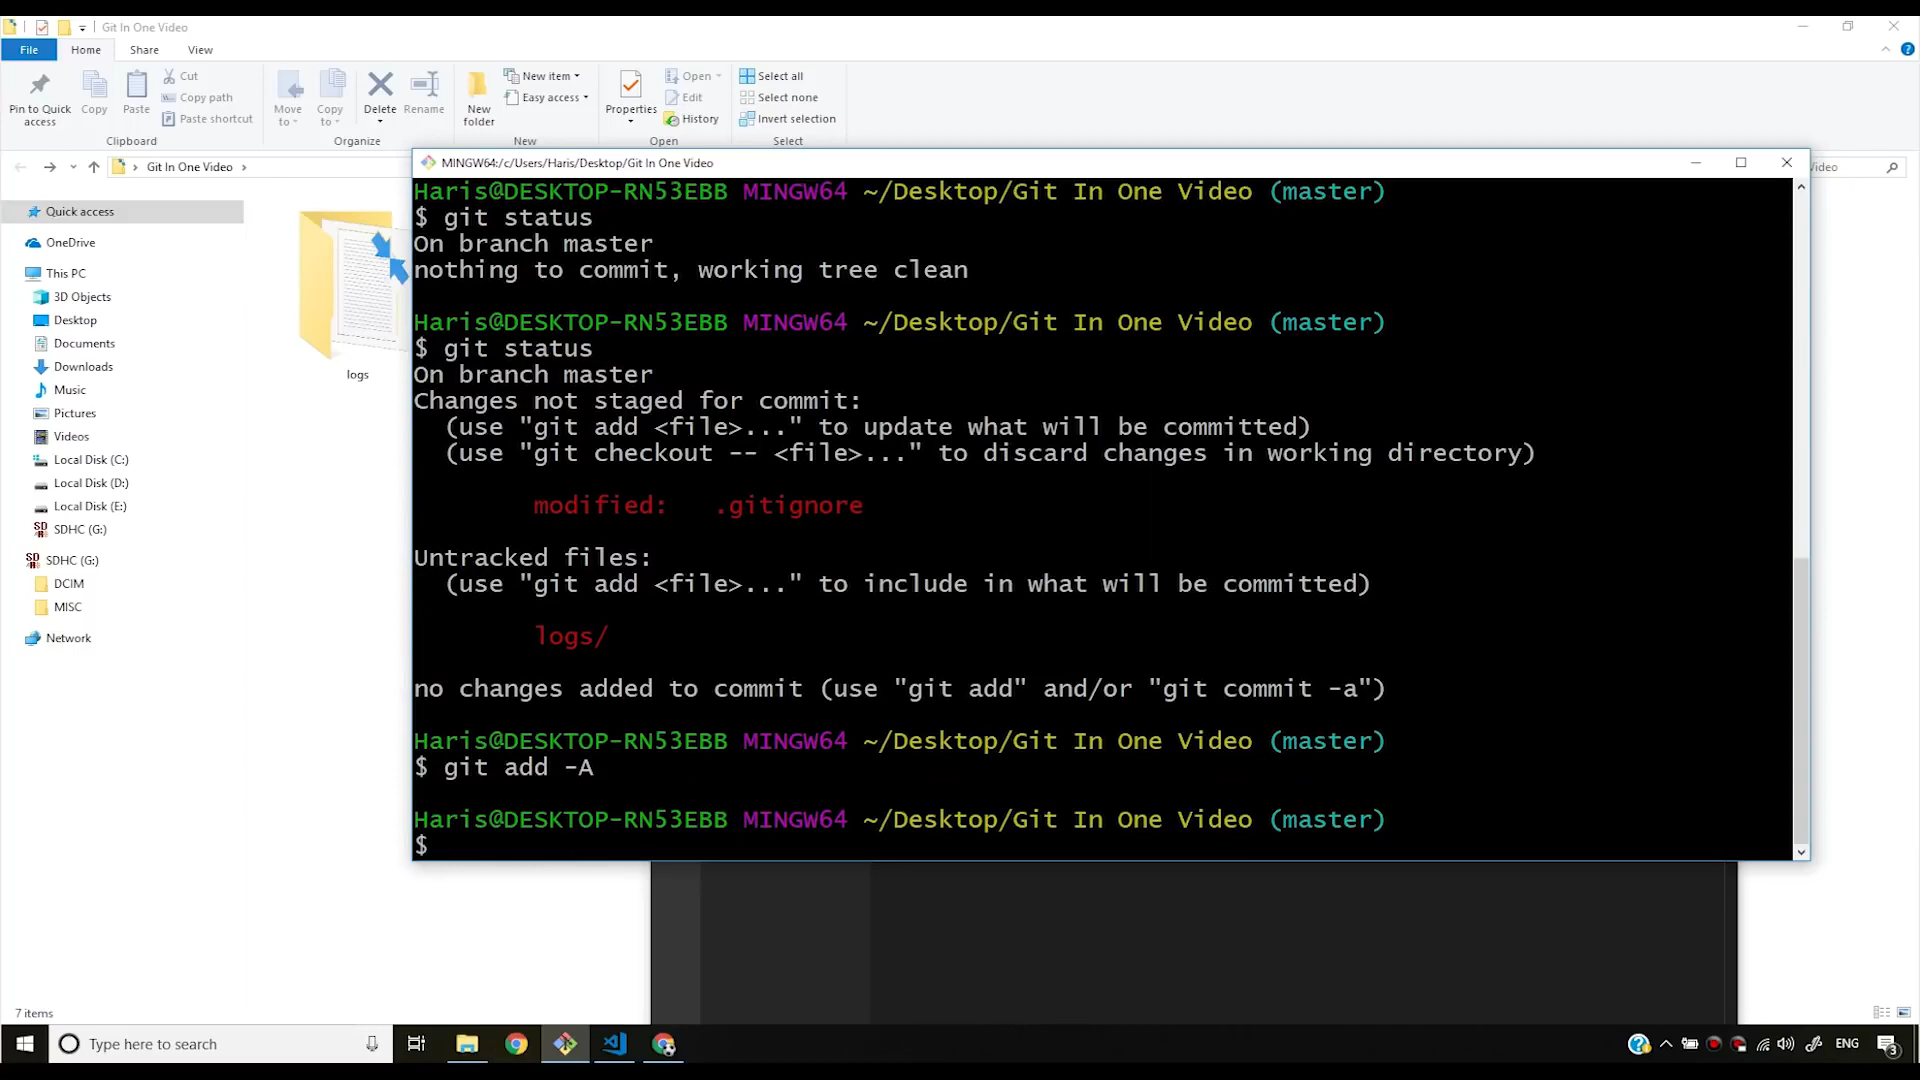 Git In One Video
File Home Share View
Pin to Quick access
Copy
Paste
Cut
Copy path
Paste shortcut
Clipboard
Move to
Copy to
Delete
Rename
Organize
New folder
New item
Easy access
New
Properties
Open
Edit
History
Open
Select all
Select none
Invert selection
Select
Git In One Video
Video
Quick access
OneDrive
This PC
3D Objects
Desktop
Documents
Downloads
Music
Pictures
Videos
Local Disk (C:)
Local Disk (D:)
Local Disk (E:)
SDHC (G:)
SDHC (G:)
DCIM
MISC
Network
logs
7 items
MINGW64:/c/Users/Haris/Desktop/Git In One Video
Haris@DESKTOP-RN53EBB MINGW64 ~/Desktop/Git In One Video (master)
$ git status
On branch master
nothing to commit, working tree clean
Haris@DESKTOP-RN53EBB MINGW64 ~/Desktop/Git In One Video (master)
$ git status
On branch master
Changes not staged for commit:
(use "git add <file>..." to update what will be committed)
(use "git checkout -- <file>..." to discard changes in working directory)
modified: .gitignore
Untracked files:
(use "git add <file>..." to include in what will be committed)
logs/
no changes added to commit (use "git add" and/or "git commit -a")
Haris@DESKTOP-RN53EBB MINGW64 ~/Desktop/Git In One Video (master)
$ git add -A
Haris@DESKTOP-RN53EBB MINGW64 ~/Desktop/Git In One Video (master)
$
Type here to search
ENG
3